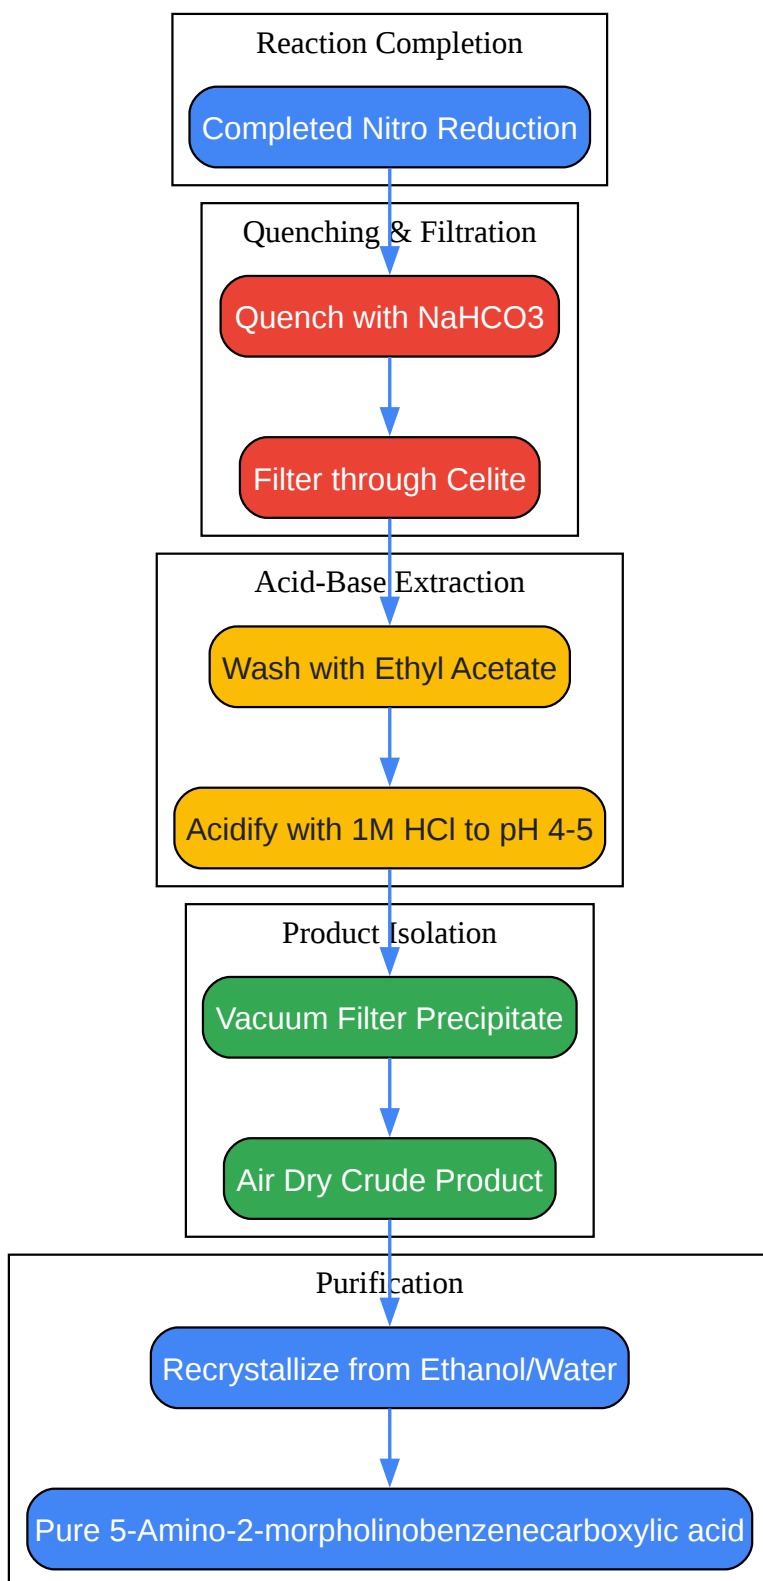 Reaction Completion
Completed Nitro Reduction
Quenching & Filtration
Quench with NaHCO3
Filter through Celite
Acid-Base Extraction
Wash with Ethyl Acetate
Acidify with 1M HCl to pH 4-5
Product Isolation
Vacuum Filter Precipitate
Air Dry Crude Product
Purification
Recrystallize from Ethanol/Water
Pure 5-Amino-2-morpholinobenzenecarboxylic acid